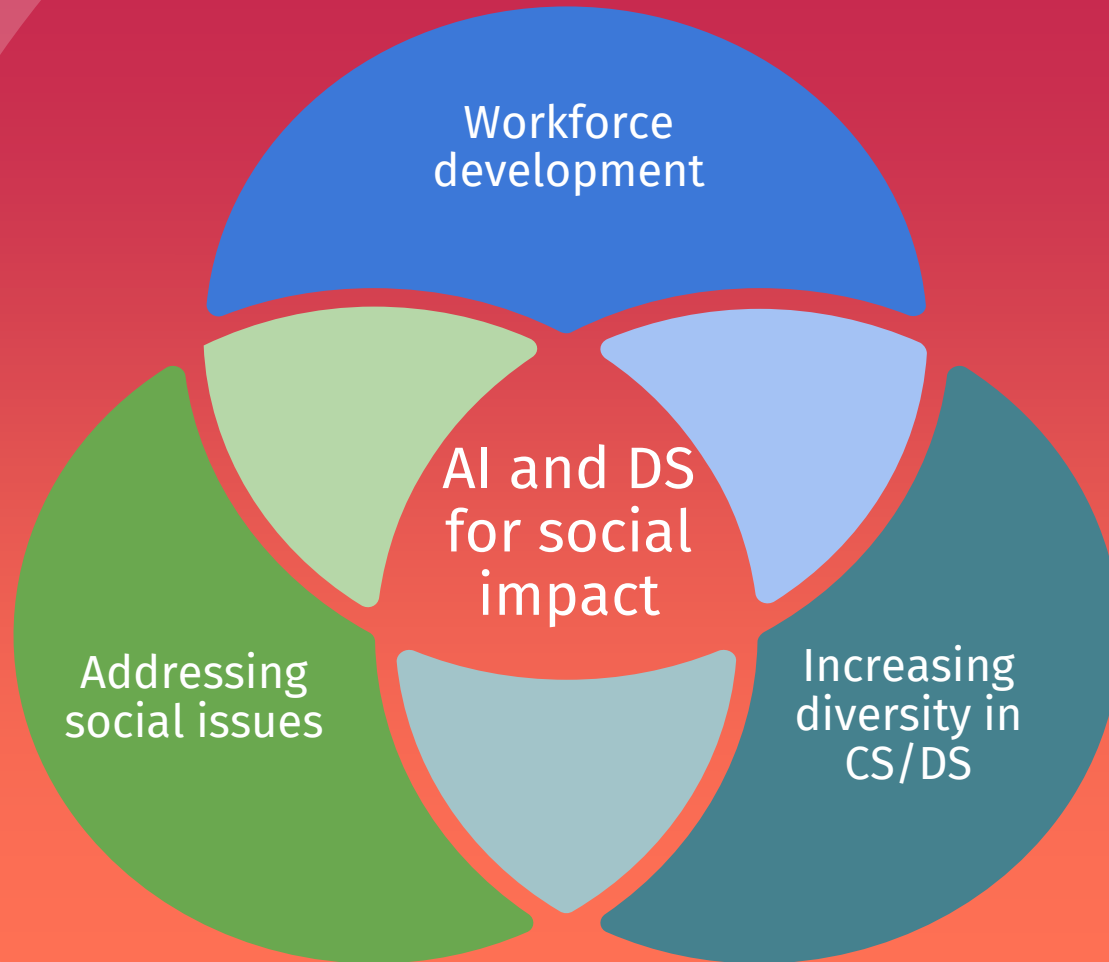 Workforce
development
AI and DS
for social
impact
Addressing
social issues
Increasing
diversity in
CS/DS